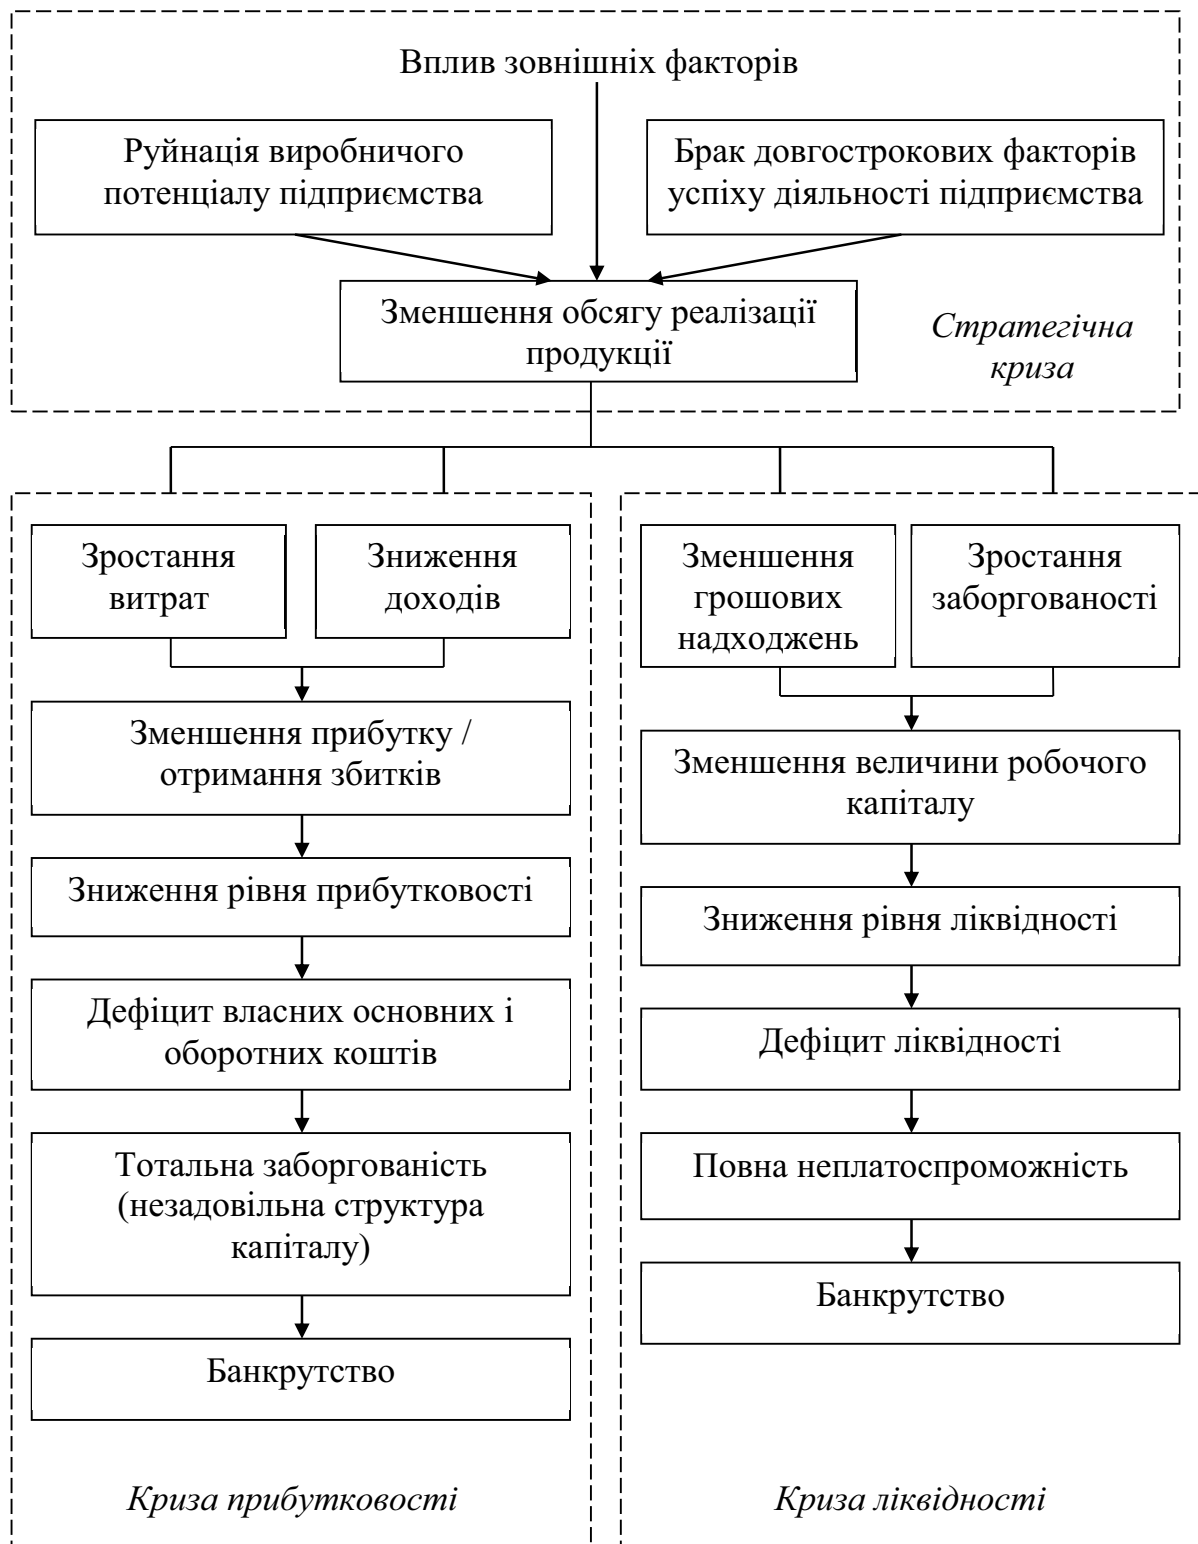 Вплив зовнішніх факторів
Руйнація виробничого
потенціалу підприємства
Брак довгострокових факторів
успіху діяльності підприємства
Зменшення обсягу реалізації
продукції
Стратегічна
криза
Зростання
витрат
Зниження
доходів
Зменшення прибутку /
отримання збитків
Зниження рівня прибутковості
Дефіцит власних основних і
оборотних коштів
Тотальна заборгованість
(незадовільна структура
капіталу)
Банкрутство
Криза прибутковості
Зменшення
грошових
надходжень
Зростання
заборгованості
Зменшення величини робочого
капіталу
Зниження рівня ліквідності
Дефіцит ліквідності
Повна неплатоспроможність
Банкрутство
Криза ліквідності